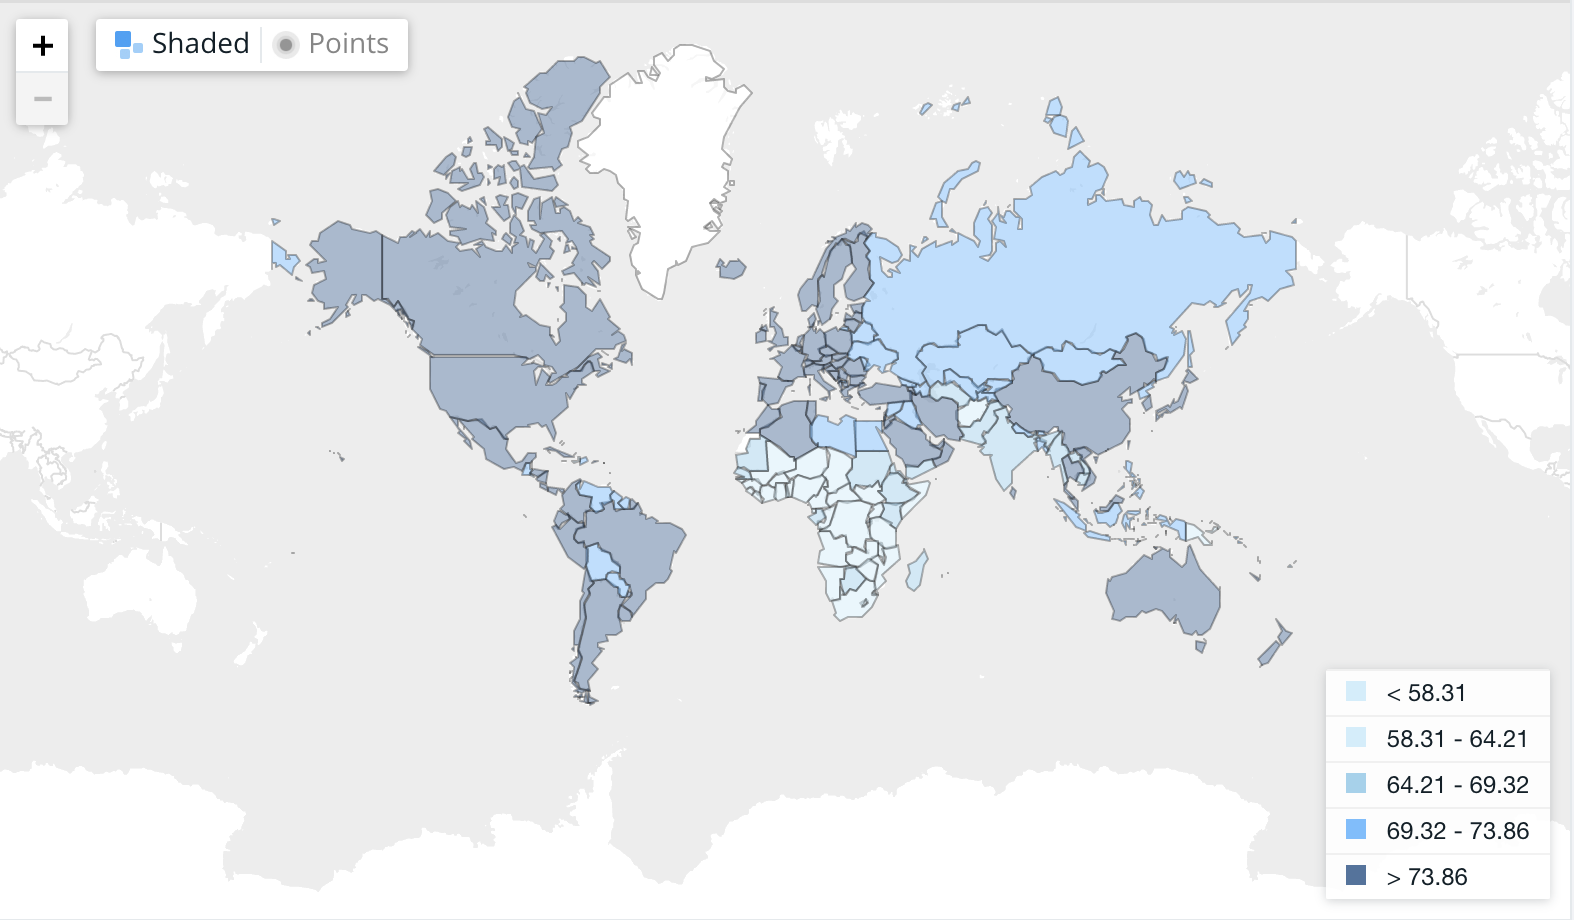 +
Shaded
Points
−
< 58.31
58.31 - 64.21
64.21 - 69.32
69.32 - 73.86
> 73.86